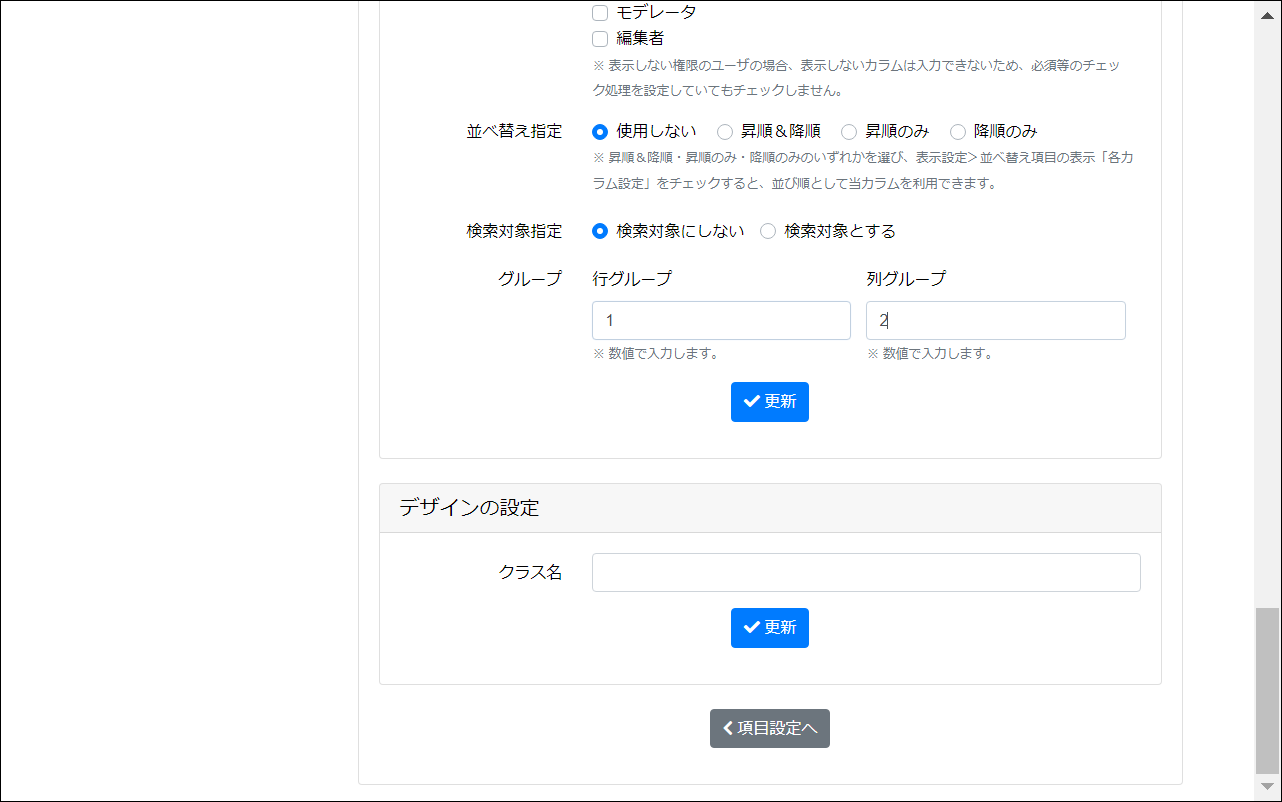 モデレータ
編集者
※ 表示しない権限のユーザの場合、表示しないカラムは入力できないため、必須等のチェッ
ク処理を設定していてもチェックしません。
並べ替え指定 使用しない 昇順＆降順 昇順のみ 降順のみ
※ 昇順＆降順・昇順のみ・降順のみのいずれかを選び、表示設定＞並べ替え項目の表示「各カ
ラム設定」をチェックすると、並び順として当カラムを利用できます。
検索対象指定 検索対象にしない 検索対象とする
グループ 行グループ 列グループ
1 2
※ 数値で入力します。 ※ 数値で入力します。
更新
デザインの設定
クラス名
更新
項目設定へ